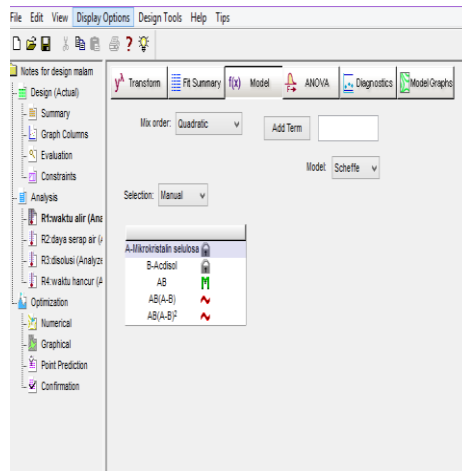 File Edit View Display Options Design Tools Help Tips
Notes for design malam
Design (Actual)
Summary
Graph Columns
Evaluation
Constraints
Analysis
R1:waktu alir (Ana
R2:daya serap air (A
R3:disolusi (Analyze
R4:waktu hancur (A
Optimization
Numerical
Graphical
Point Prediction
Confirmation
yλ Transform Fit Summary f(x) Model ANOVA Diagnostics Model Graphs
Mix order: Quadratic Add Term
Model: Scheffe
Selection: Manual
A-Mikrokristalin selulosa
B-Acdisol
AB M
AB(A-B)
AB(A-B)²